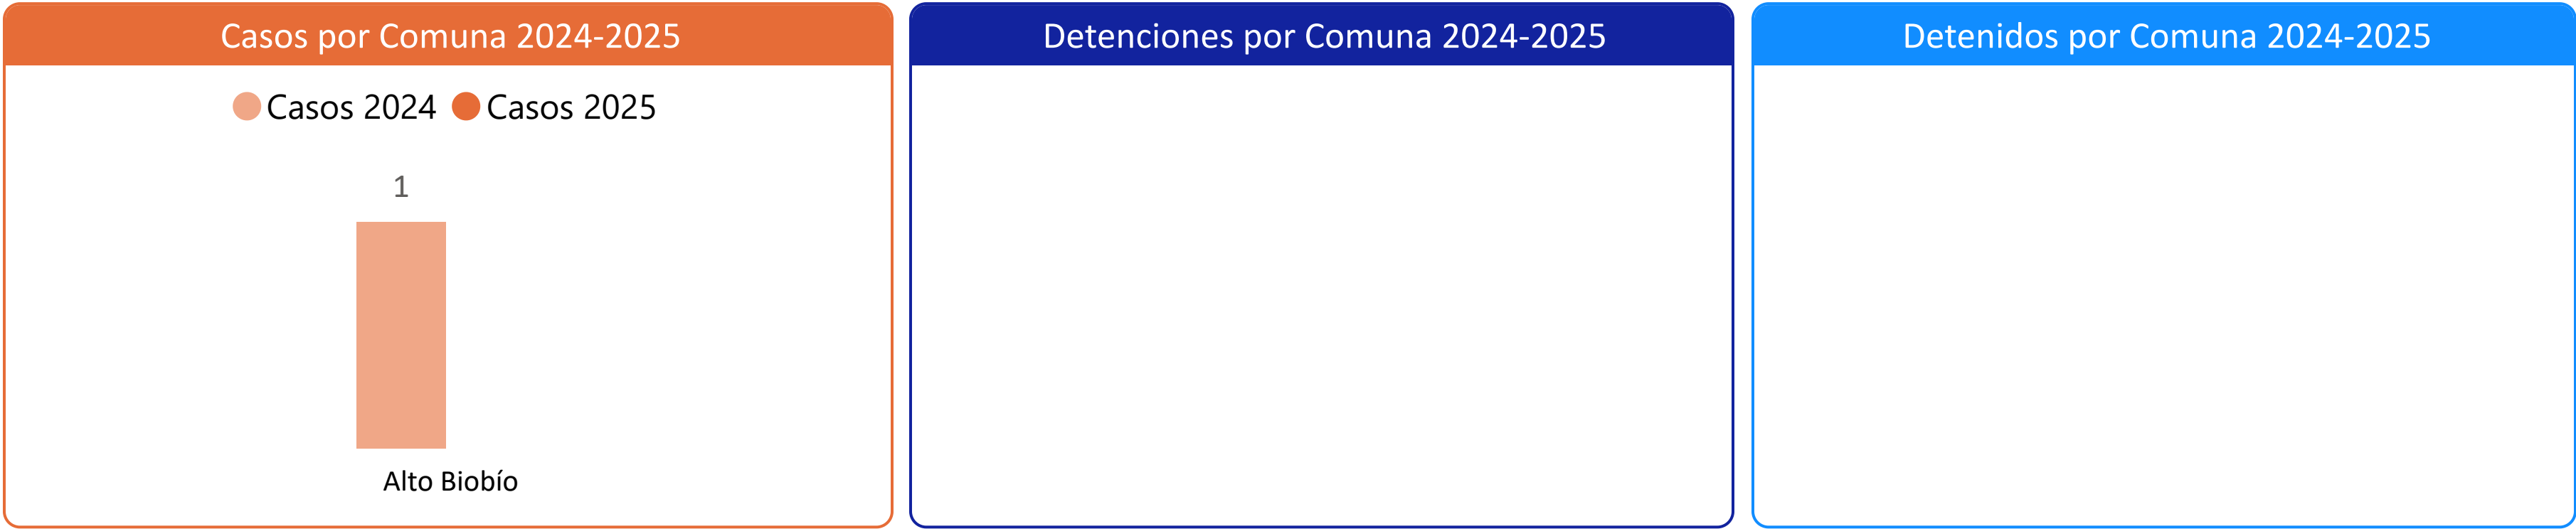 Casos por Comuna 2024-2025
Casos 2024 Casos 2025
1
Alto Biobío
Detenciones por Comuna 2024-2025
Detenidos por Comuna 2024-2025